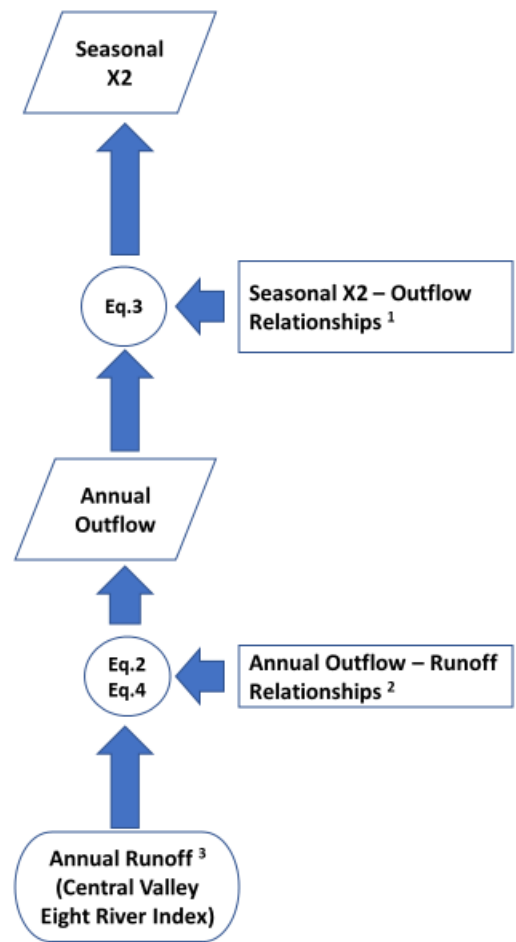 Seasonal
X2
Eq.3
Seasonal X2 – Outflow
Relationships ¹
Annual
Outflow
Eq.2
Eq.4
Annual Outflow – Runoff
Relationships ²
Annual Runoff ³
(Central Valley
Eight River Index)